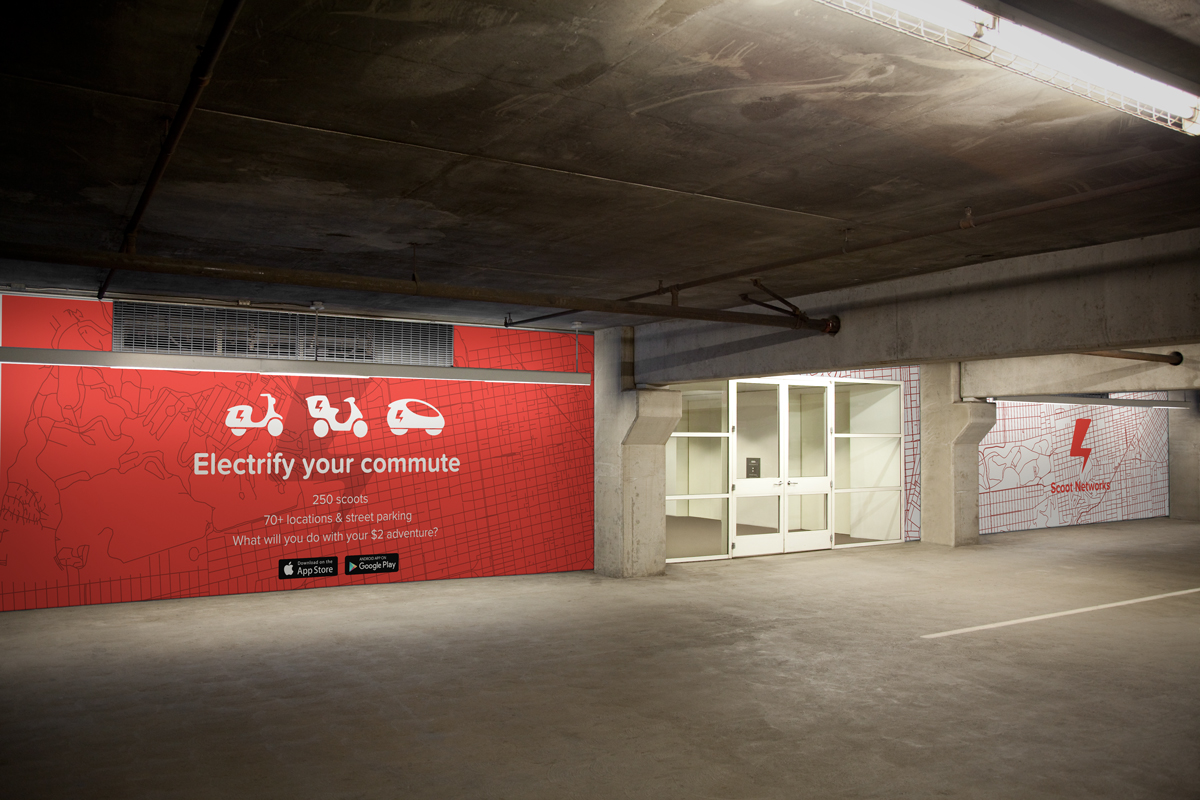 Electrify your commute
250 scoots
70+ locations & street parking
What will you do with your $2 adventure?
Download on the
App Store
ANDROID APP ON
Google Play
Scoot Networks